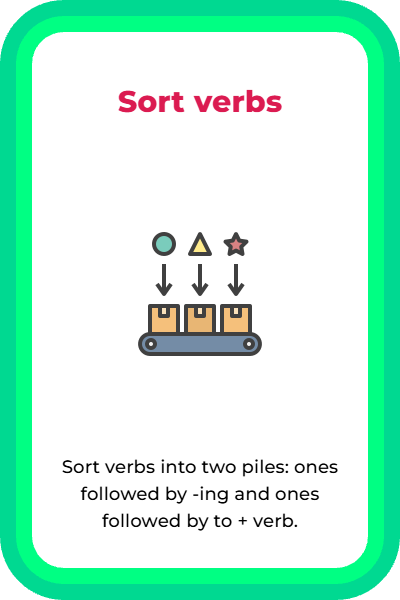 Sort verbs
Sort verbs into two piles: ones
followed by -ing and ones
followed by to + verb.